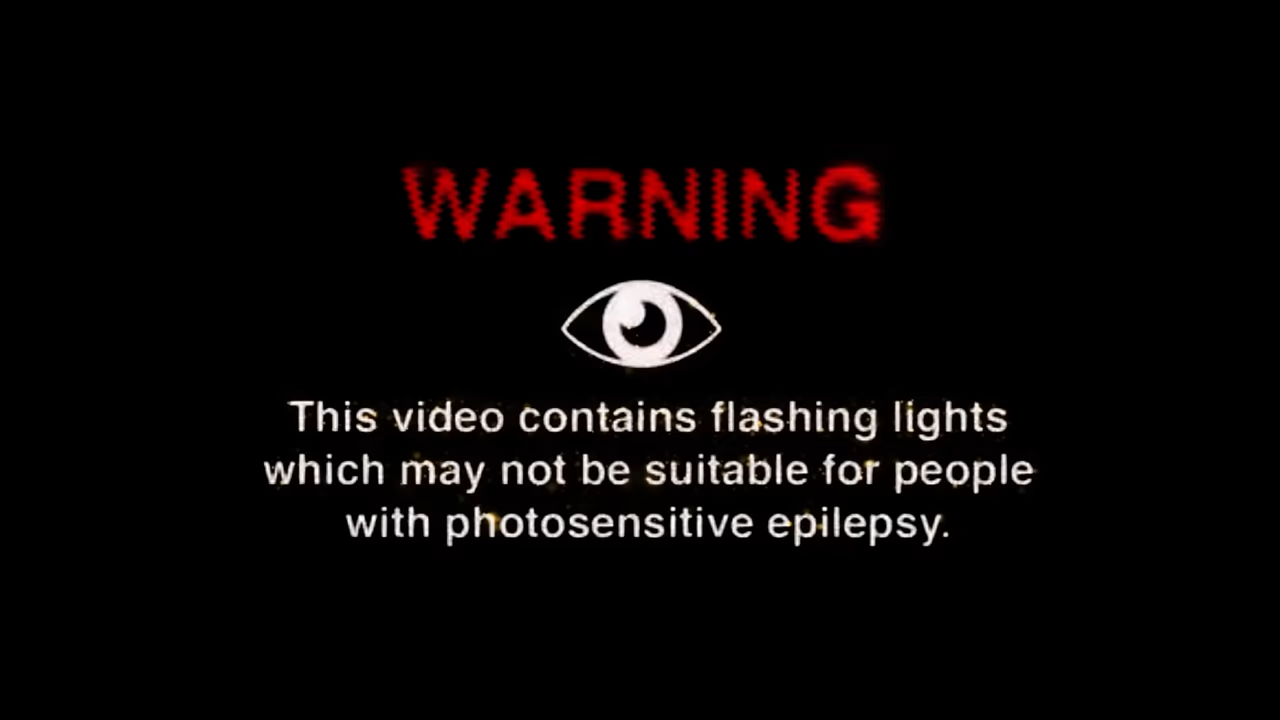 WARNING
This video contains flashing lights
which may not be suitable for people
with photosensitive epilepsy.